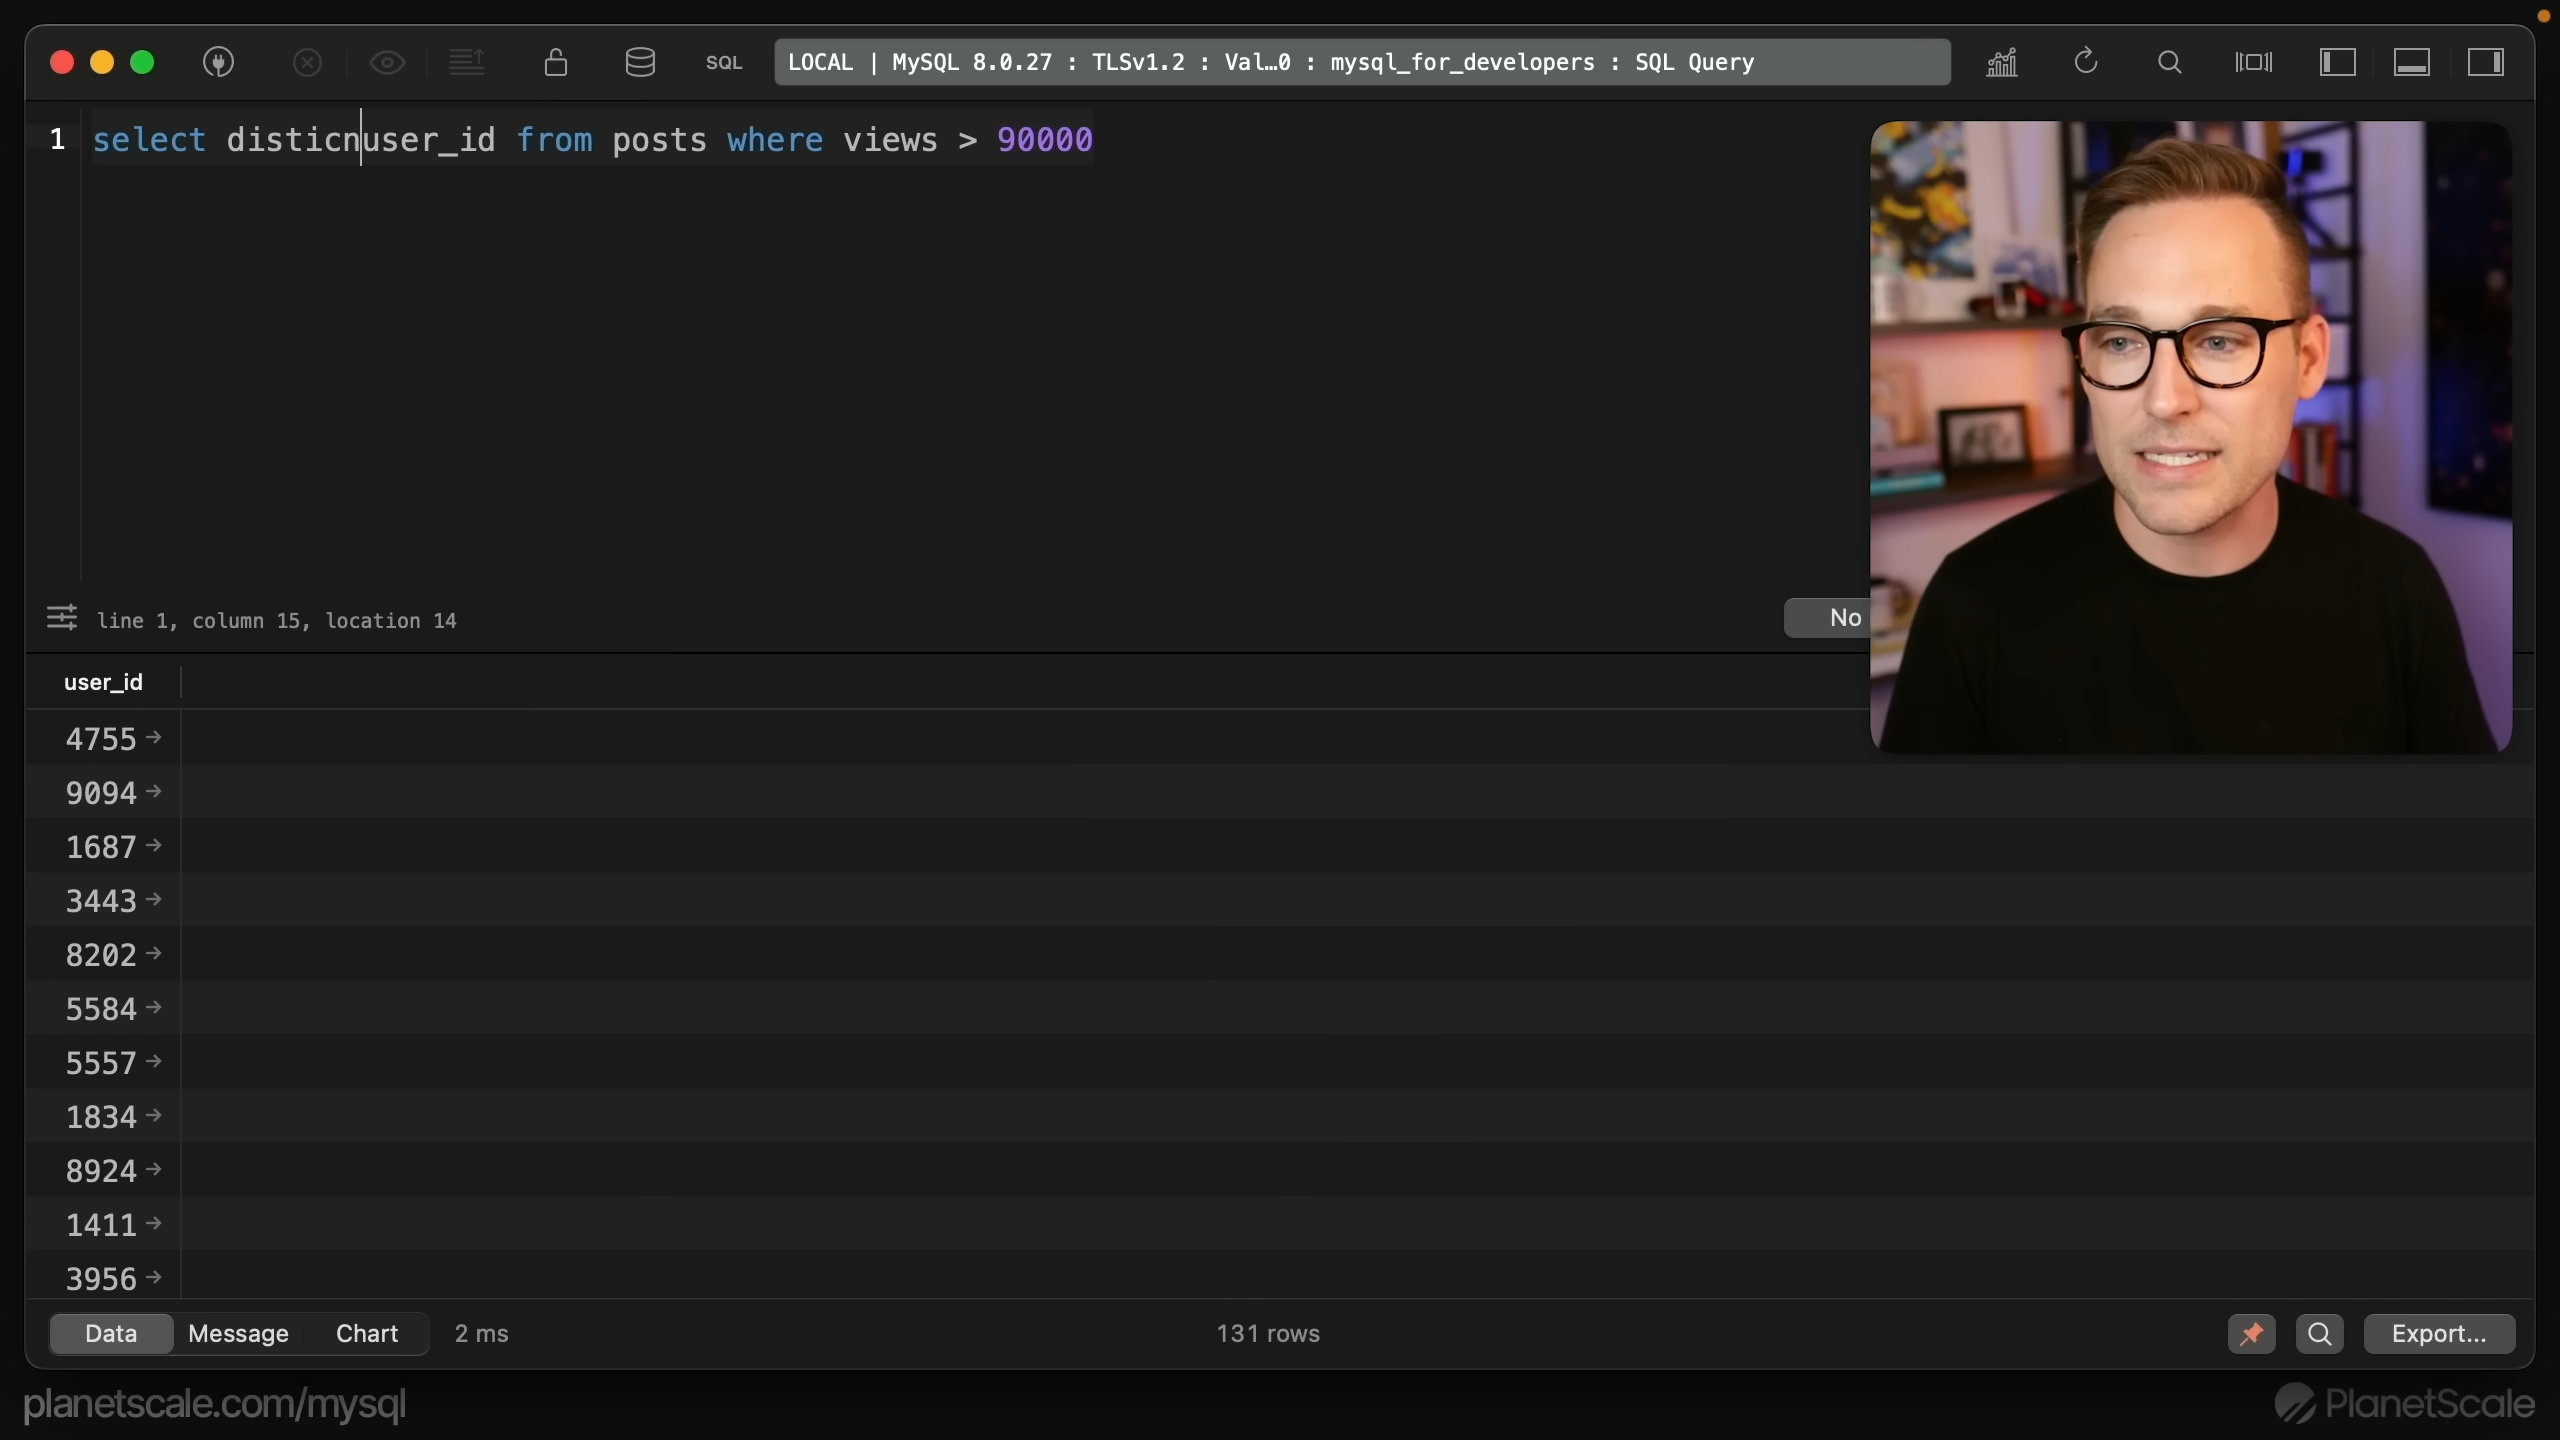 SQL
LOCAL | MySQL 8.0.27 : TLSv1.2 : Val…0 : mysql_for_developers : SQL Query
1 select disticnuser_id from posts where views > 90000
line 1, column 15, location 14
No
user_id
4755
9094
1687
3443
8202
5584
5557
1834
8924
1411
3956
Data Message Chart 2 ms 131 rows Export...
planetscale.com/mysql PlanetScale